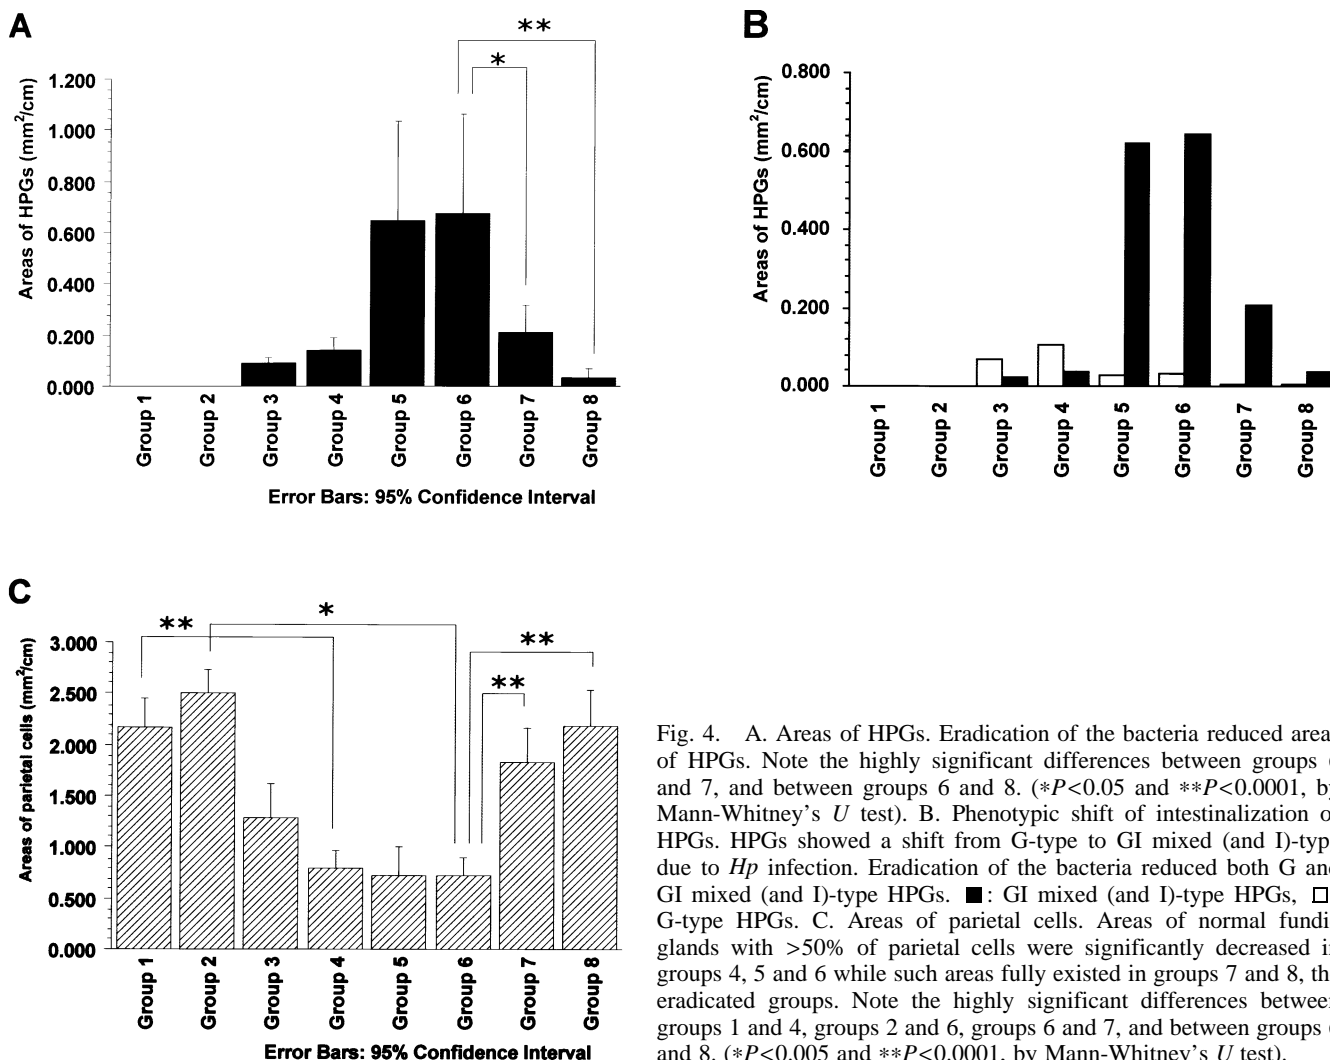 A
**
*
Areas of HPGs (mm²/cm)
1.200
1.000
0.800
0.600
0.400
0.200
0.000
Group 1
Group 2
Group 3
Group 4
Group 5
Group 6
Group 7
Group 8
Error Bars: 95% Confidence Interval
B
Areas of HPGs (mm²/cm)
0.800
0.600
0.400
0.200
0.000
Group 1
Group 2
Group 3
Group 4
Group 5
Group 6
Group 7
Group 8
C
**
*
**
**
Areas of parietal cells (mm²/cm)
3.000
2.500
2.000
1.500
1.000
0.500
0.000
Group 1
Group 2
Group 3
Group 4
Group 5
Group 6
Group 7
Group 8
Error Bars: 95% Confidence Interval
Fig. 4. A. Areas of HPGs. Eradication of the bacteria reduced area
of HPGs. Note the highly significant differences between groups
and 7, and between groups 6 and 8. (*P<0.05 and **P<0.0001, by
Mann-Whitney's U test). B. Phenotypic shift of intestinalization o
HPGs. HPGs showed a shift from G-type to GI mixed (and I)-typ
due to Hp infection. Eradication of the bacteria reduced both G and
GI mixed (and I)-type HPGs. ■: GI mixed (and I)-type HPGs, □
G-type HPGs. C. Areas of parietal cells. Areas of normal fundi
glands with >50% of parietal cells were significantly decreased in
groups 4, 5 and 6 while such areas fully existed in groups 7 and 8, th
eradicated groups. Note the highly significant differences between
groups 1 and 4, groups 2 and 6, groups 6 and 7, and between groups
and 8. (*P<0.005 and **P<0.0001, by Mann-Whitney's U test).